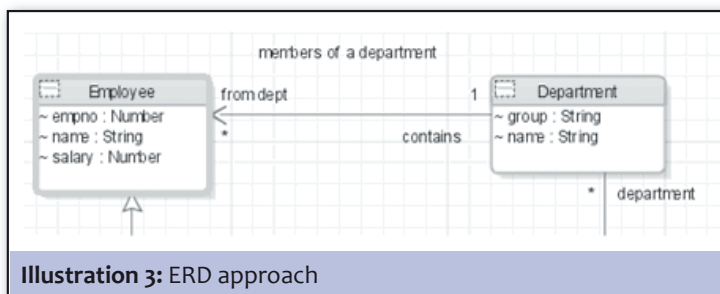 members of a department
Employee
~ empno : Number
~ name : String
~ salary : Number
from dept
*
1
contains
Department
~ group : String
~ name : String
*
department
Illustration 3: ERD approach